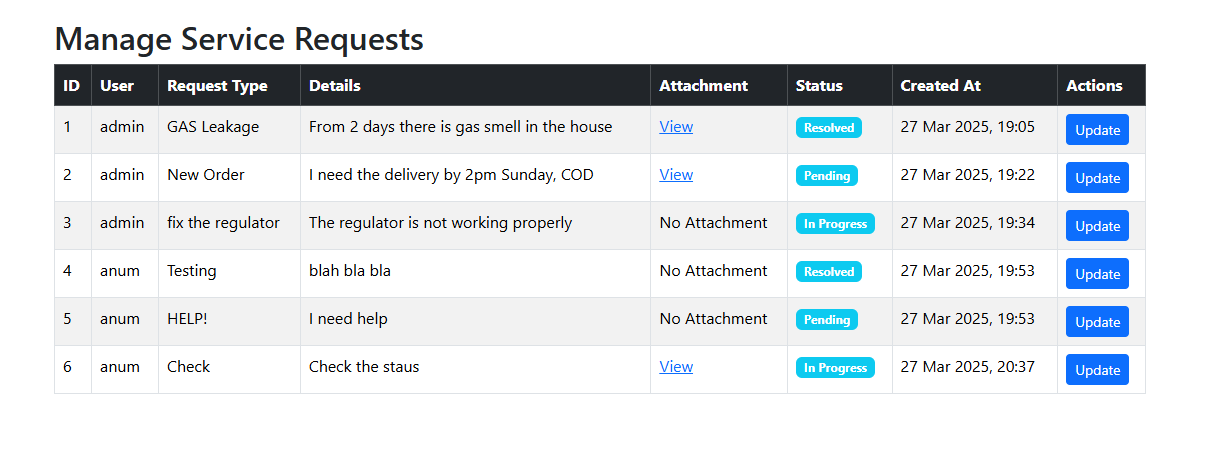 Manage Service Requests
ID User Request Type Details Attachment Status Created At Actions
1 admin GAS Leakage From 2 days there is gas smell in the house View Resolved 27 Mar 2025, 19:05 Update
2 admin New Order I need the delivery by 2pm Sunday, COD View Pending 27 Mar 2025, 19:22 Update
3 admin fix the regulator The regulator is not working properly No Attachment In Progress 27 Mar 2025, 19:34 Update
4 anum Testing blah bla bla No Attachment Resolved 27 Mar 2025, 19:53 Update
5 anum HELP! I need help No Attachment Pending 27 Mar 2025, 19:53 Update
6 anum Check Check the staus View In Progress 27 Mar 2025, 20:37 Update